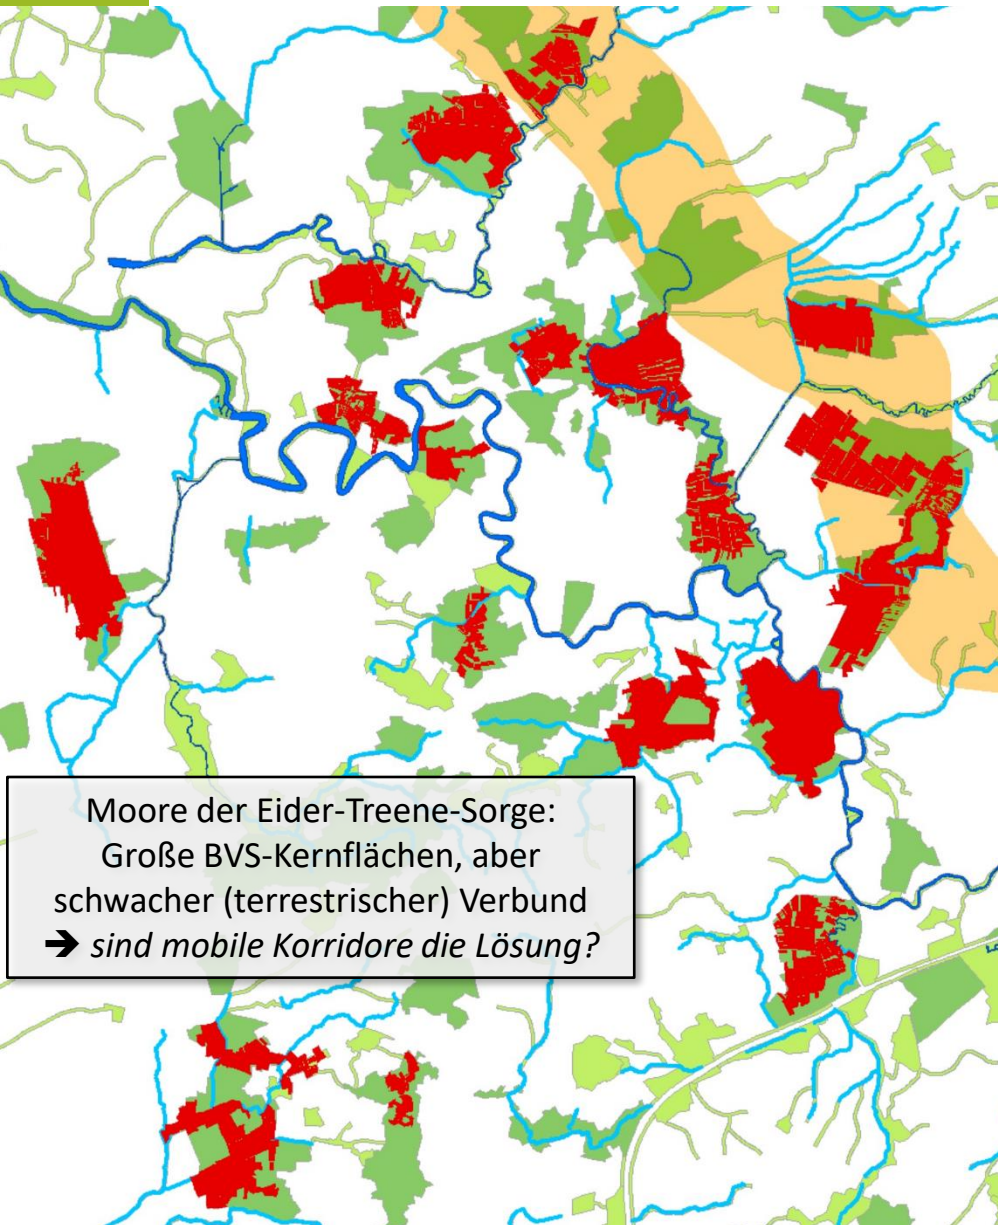 Moore der Eider-Treene-Sorge:
Große BVS-Kernflächen, aber
schwacher (terrestrischer) Verbund
➔ sind mobile Korridore die Lösung?